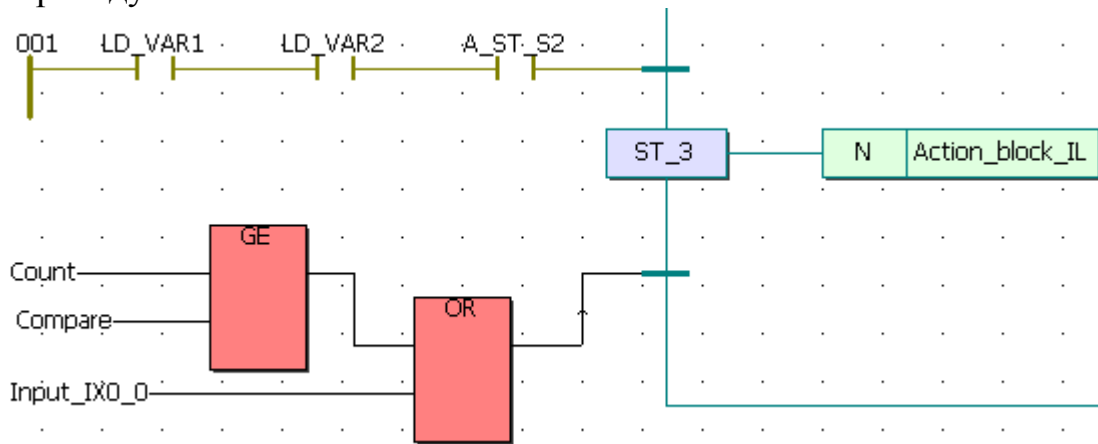 001 LD_VAR1 LD_VAR2 A_ST_S2
ST_3 N Action_block_IL
GE
Count
Compare
OR
Input_IX0_0